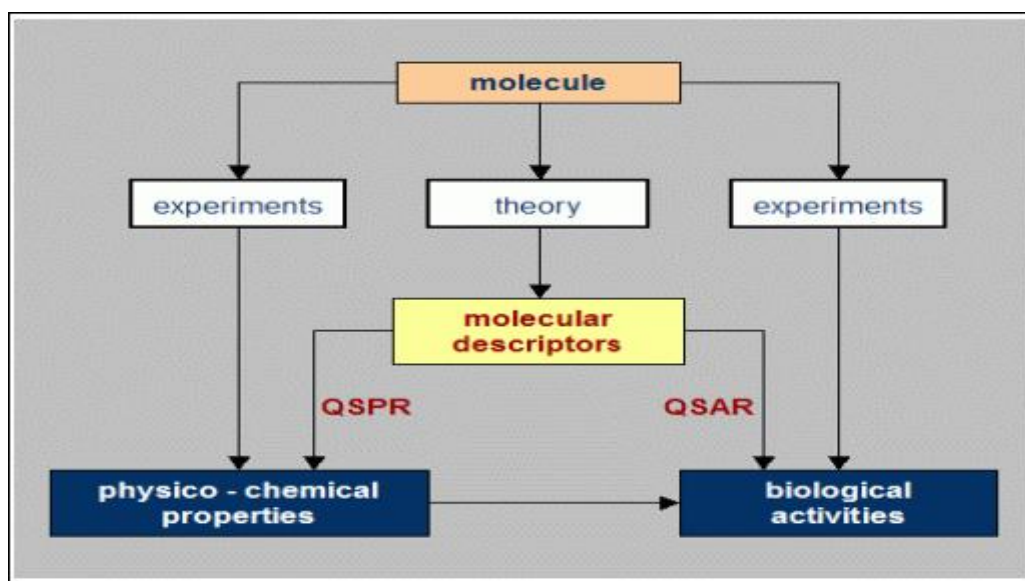 molecule
experiments
theory
experiments
molecular
descriptors
QSPR
QSAR
physico - chemical
properties
biological
activities